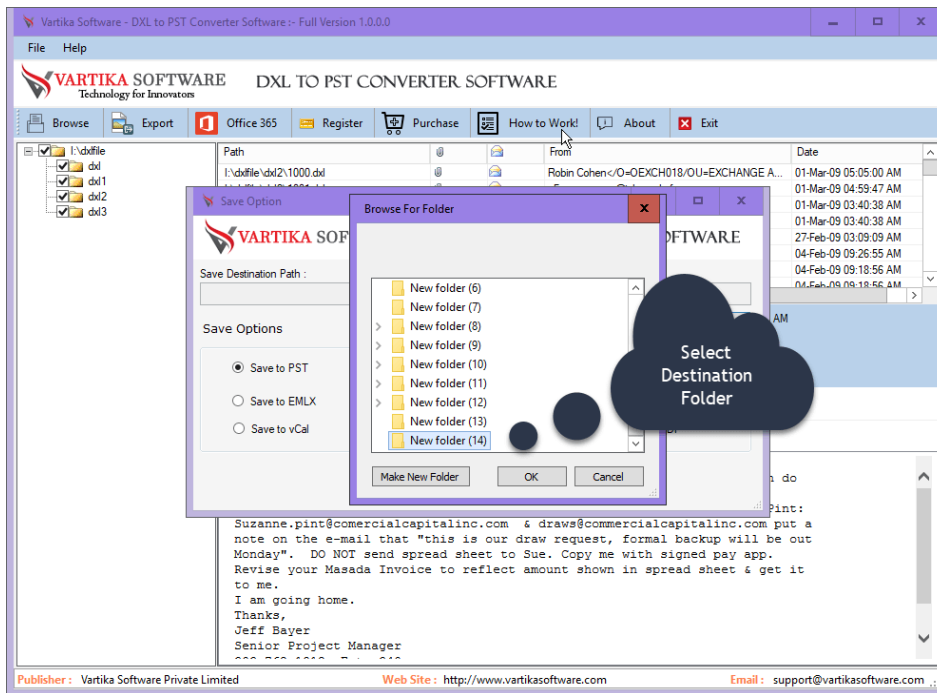 Vartika Software - DXL to PST Converter Software :- Full Version 1.0.0.0
File Help
VARTIKA SOFTWARE
Technology for Innovators
DXL TO PST CONVERTER SOFTWARE
Browse Export Office 365 Register Purchase How to Work! About Exit
I:\dxlfile
dxl
dxl1
dxl2
dxl3
Path From Date
I:\dxlfile\dxl2\1000.dxl Robin Cohen</O=OEXCH018/OU=EXCHANGE A... 01-Mar-09 05:05:00 AM
01-Mar-09 04:59:47 AM
01-Mar-09 03:40:38 AM
01-Mar-09 03:40:38 AM
27-Feb-09 03:09:09 AM
04-Feb-09 09:26:55 AM
04-Feb-09 09:18:56 AM
04-Feb-09 09:18:56 AM
AM
Save Option
VARTIKA SOF
OFTWARE
Save Destination Path :
Save Options
Save to PST
Save to EMLX
Save to vCal
Browse For Folder
New folder (6)
New folder (7)
New folder (8)
New folder (9)
New folder (10)
New folder (11)
New folder (12)
New folder (13)
New folder (14)
Make New Folder OK Cancel
Select
Destination
Folder
do
Pint:
Suzanne.pint@comercialcapitalinc.com & draws@commercialcapitalinc.com put a
note on the e-mail that "this is our draw request, formal backup will be out
Monday". DO NOT send spread sheet to Sue. Copy me with signed pay app.
Revise your Masada Invoice to reflect amount shown in spread sheet & get it
to me.
I am going home.
Thanks,
Jeff Bayer
Senior Project Manager
Publisher : Vartika Software Private Limited Web Site : http://www.vartikasoftware.com Email : support@vartikasoftware.com